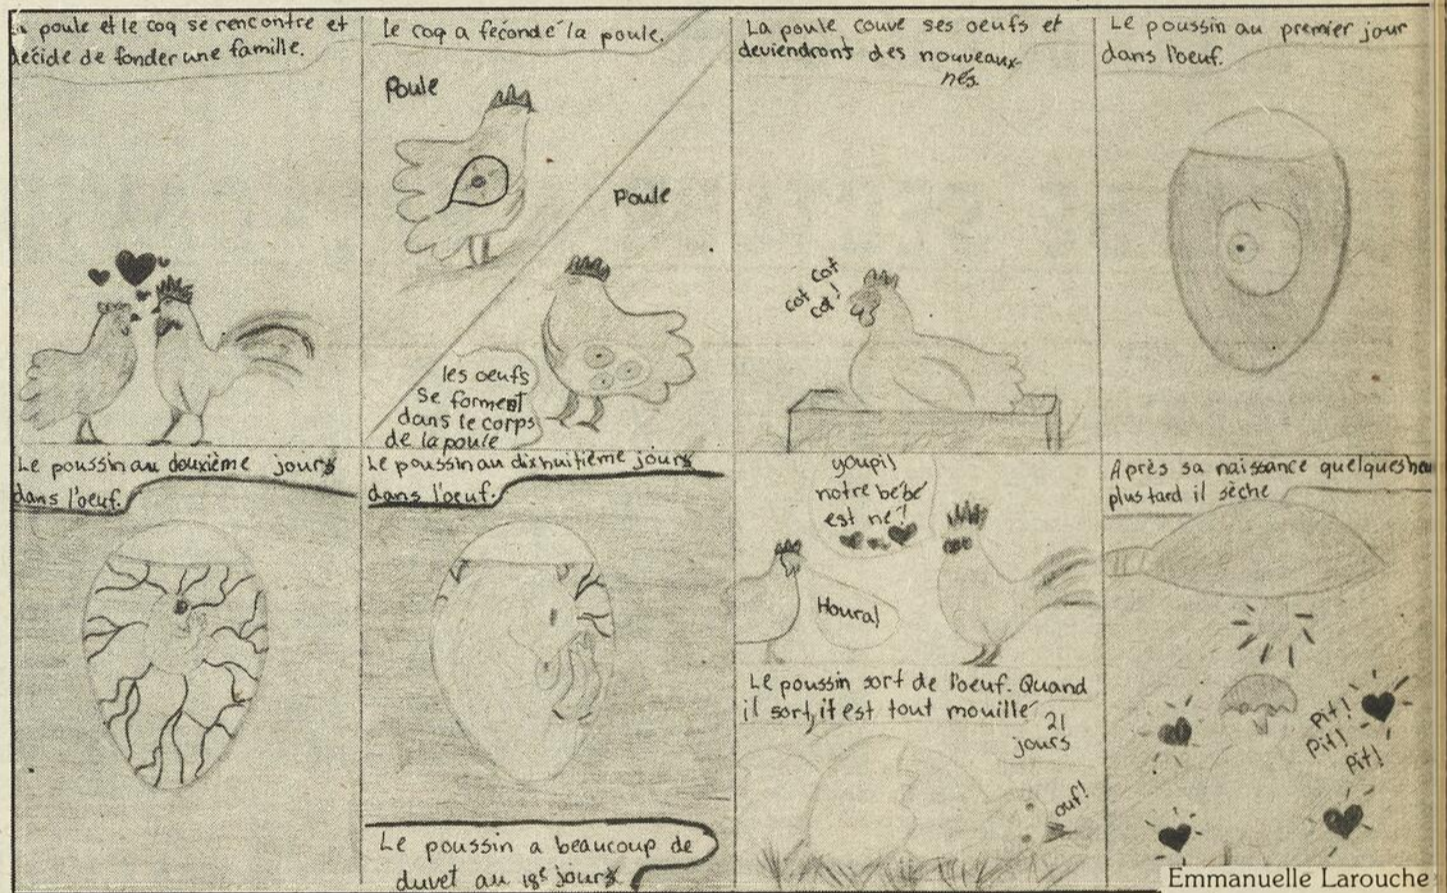 poule et le coq se rencontre et
décide de fonder une famille.
Le coq a fécondé la poule.
Poule
Poule
les oeufs
se forment
dans le corps
de la poule
La poule couve ses oeufs et
deviendront des nouveaux-
nés.
cot cot
cot cot!
Le poussin au premier jour
dans l'oeuf.
Le poussin au douxième jours
dans l'oeuf.
Le poussin au dixhuitième jours
dans l'oeuf.
Le poussin a beaucoup de
duvet au 18e jours
youpi!
notre bébé
est né!
Houra!
Le poussin sort de l'oeuf. Quand
il sort, il est tout mouillé
21
jours
ouf!
Après sa naissance quelques
plus tard il sèche
Pit!
Pit!
Pit!
Emmanuelle Larouche